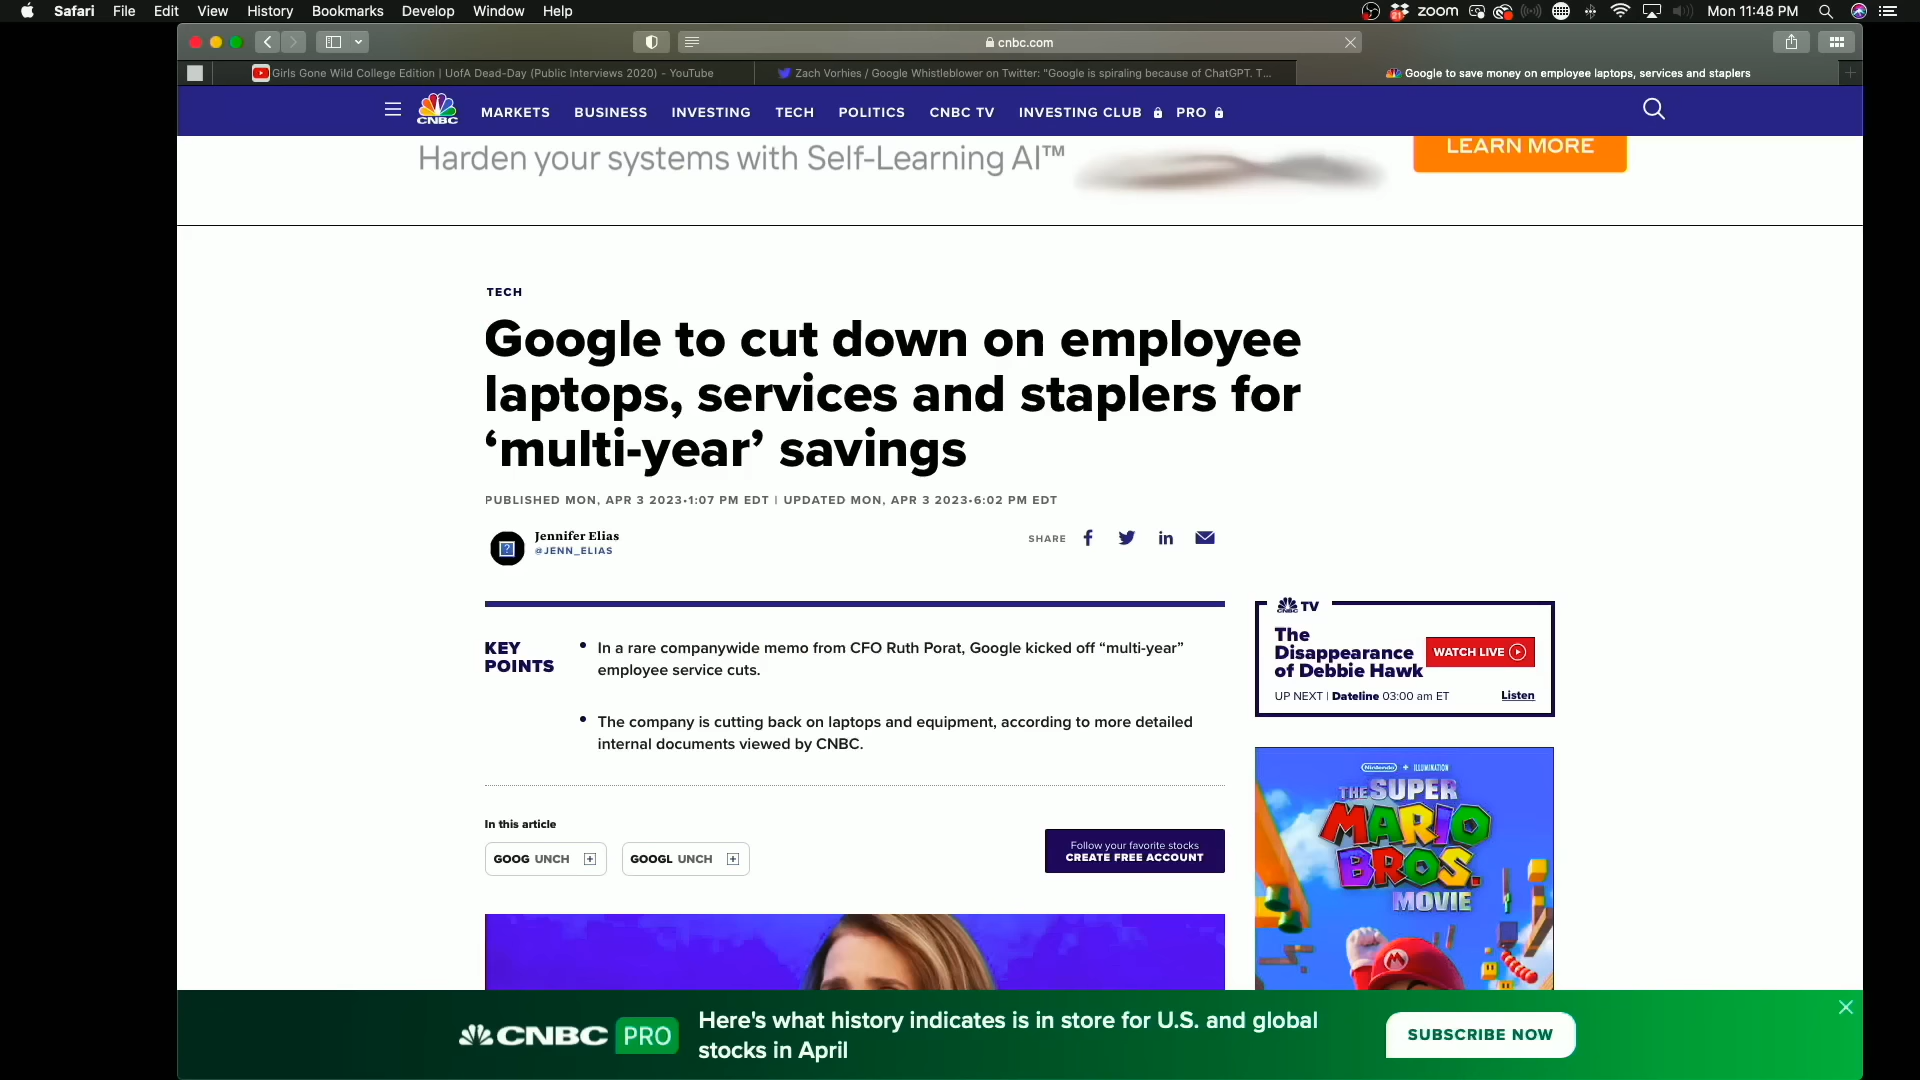 Safari File Edit View History Bookmarks Develop Window Help
21 zoom Mon 11:48 PM
cnbc.com
Girls Gone Wild College Edition | UofA Dead-Day (Public Interviews 2020) - YouTube
Zach Vorhies / Google Whistleblower on Twitter: "Google is spiraling because of ChatGPT. T...
Google to save money on employee laptops, services and staplers
CNBC MARKETS BUSINESS INVESTING TECH POLITICS CNBC TV INVESTING CLUB PRO
Harden your systems with Self-Learning AI™
LEARN MORE
TECH
Google to cut down on employee
laptops, services and staplers for
‘multi-year’ savings
PUBLISHED MON, APR 3 2023•1:07 PM EDT | UPDATED MON, APR 3 2023•6:02 PM EDT
Jennifer Elias
@JENN_ELIAS
SHARE
KEY
POINTS
• In a rare companywide memo from CFO Ruth Porat, Google kicked off “multi-year”
employee service cuts.
• The company is cutting back on laptops and equipment, according to more detailed
internal documents viewed by CNBC.
In this article
GOOG UNCH
GOOGL UNCH
Follow your favorite stocks
CREATE FREE ACCOUNT
CNBC TV
The
Disappearance
of Debbie Hawk
WATCH LIVE
UP NEXT | Dateline 03:00 am ET
Listen
Nintendo + ILLUMINATION
THE SUPER
MARIO
BROS.
MOVIE
M
CNBC PRO
Here's what history indicates is in store for U.S. and global
stocks in April
SUBSCRIBE NOW